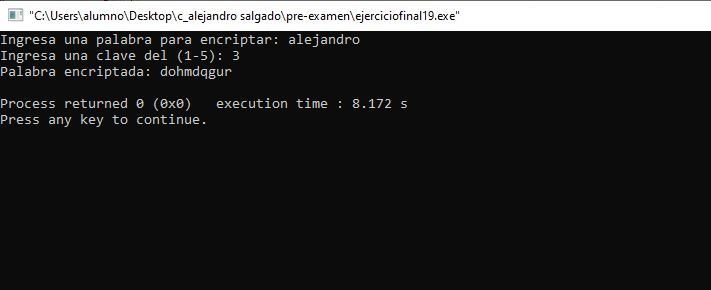 "C:\Users\alumno\Desktop\c_alejandro salgado\pre-examen\ejerciciofinal19.exe"
Ingresa una palabra para encriptar: alejandro
Ingresa una clave del (1-5): 3
Palabra encriptada: dohmdqgur
Process returned 0 (0x0)   execution time : 8.172 s
Press any key to continue.